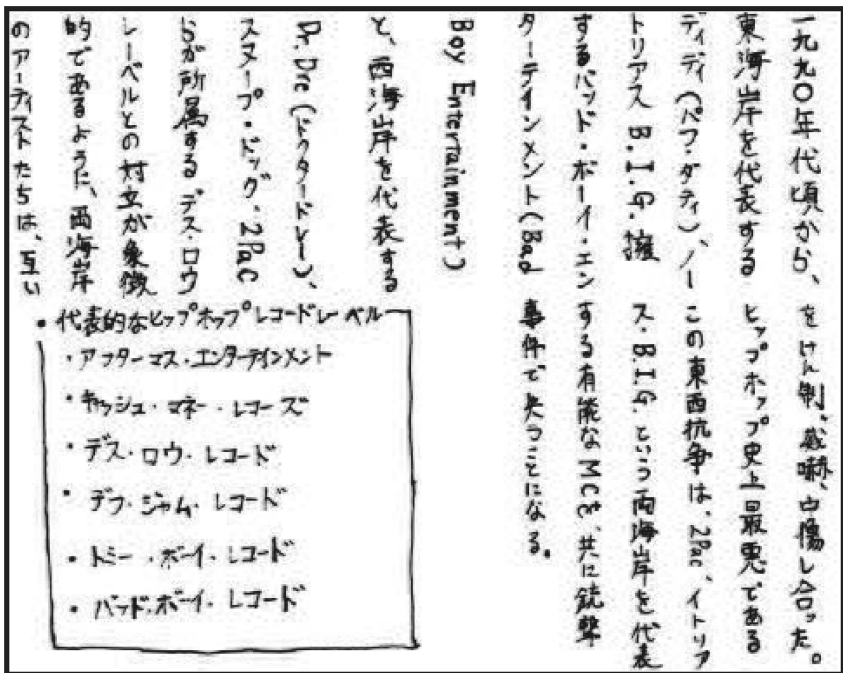 一九九〇年代頃から、
東海岸を代表する
ディディ(パフ・ダディ)、ノー
トリアス B.I.G. 擁
するバッド・ボーイ・エン
ターテインメント(Bad
Boy Entertainment)
と、西海岸を代表する
Dr.Dre(ドクタードレー)、
スヌープ・ドッグ、2Pac
らが所属するデス・ロウ
レーベルとの対立が象徴
的であるように、両海岸
のアーティストたちは、互い
をけん制、威嚇、中傷し合った。
ヒップホップ史上最悪である
この東西抗争は、2Pac、イトリア
ス・B.I.G. という両海岸を代表
する有能なMCを、共に銃撃
事件で失うことになる。
・代表的なヒップホップレコードレーベル
・アフターマス・エンターテインメント
・キャッシュ・マネー・レコーズ
・デス・ロウ・レコード
・デフ・ジャム・レコード
・トミー・ボーイ・レコード
・バッド・ボーイ・レコード